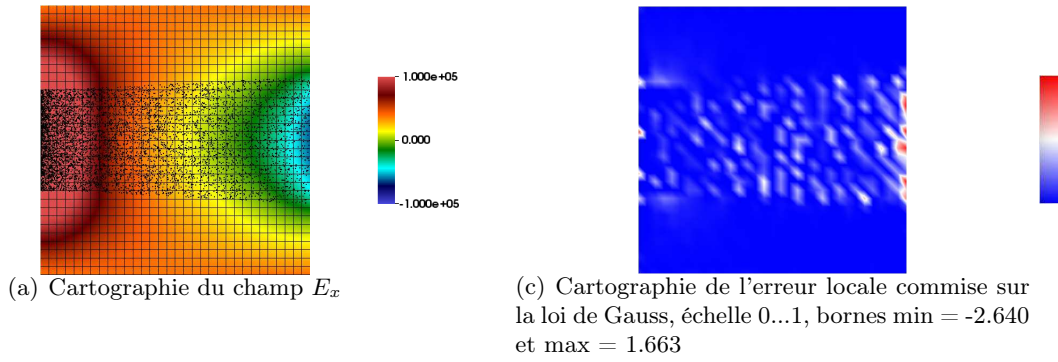 1.000e+05
0.000
-1.000e+05
(a) Cartographie du champ E_x
(c) Cartographie de l'erreur locale commise sur
la loi de Gauss, échelle 0...1, bornes min = -2.640
et max = 1.663